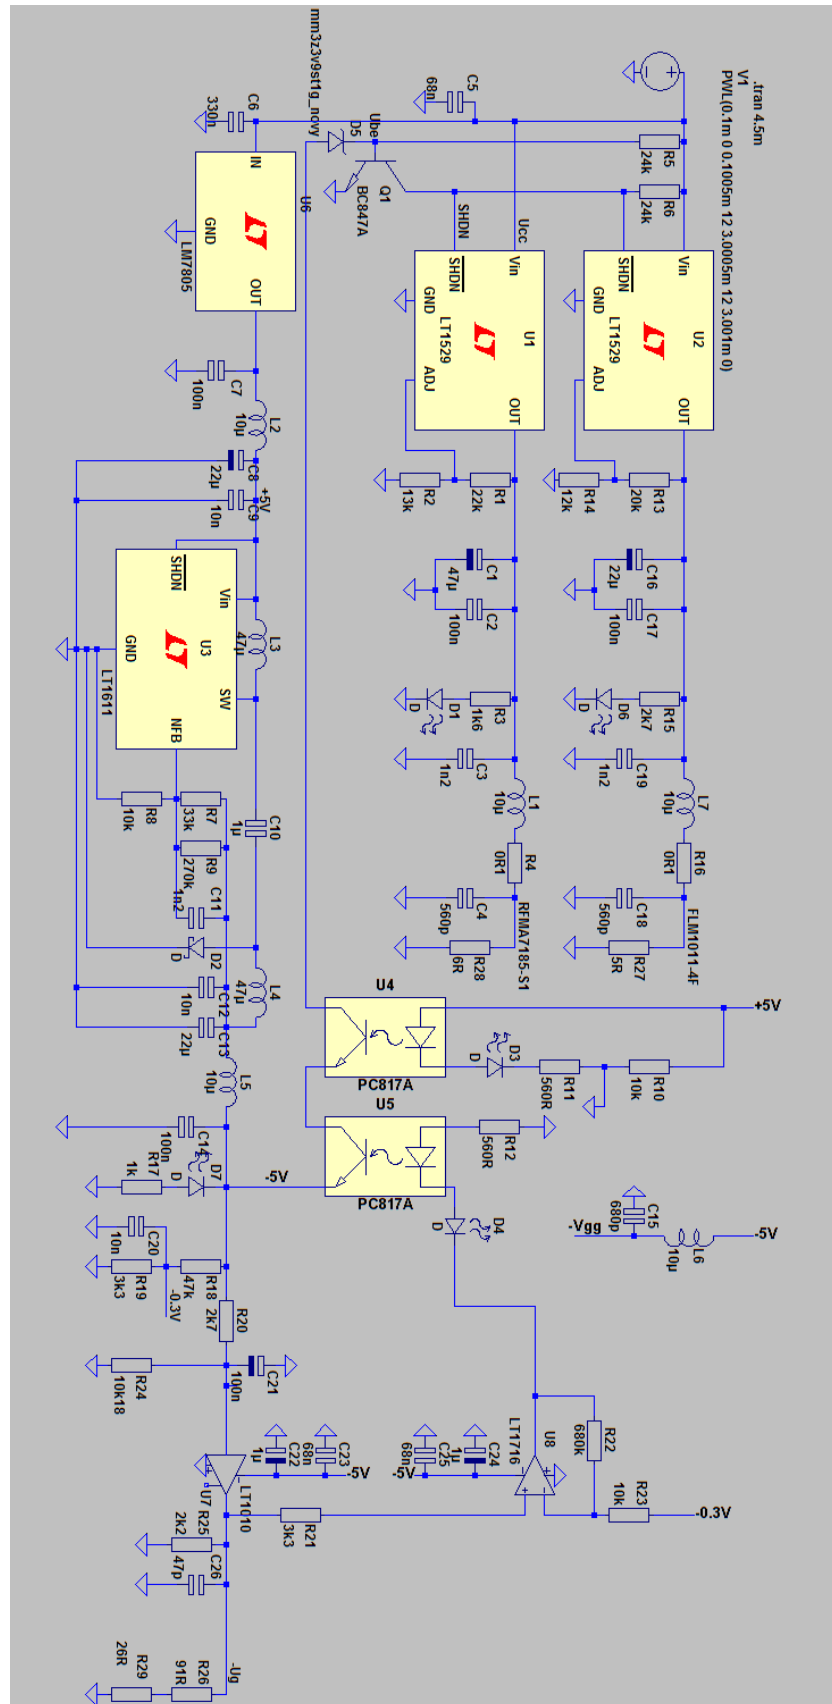 .tran 4.5m
V1
PWL(0.1m 0 0.1005m 12 3.0005m 12 3.001m 0)
mm3z3v9st1g_novy
C5
68n
C6
330n
D5
Ube
Q1
BC847A
R5
24k
R6
24k
U6
IN
GND
OUT
LM7805
SHDN
Ucc
U1
Vin
SHDN
GND
LT1529
ADJ
OUT
U2
Vin
SHDN
GND
LT1529
ADJ
OUT
C7
100n
L2
10µ
C8
22µ
+5V
C9
10n
R2
13k
R1
22k
R14
12k
R13
20k
C1
47µ
C2
100n
C16
22µ
C17
100n
U3
SHDN
Vin
GND
SW
LT1611
NFB
L3
47µ
D1
D
R3
1k6
D6
D
R15
2k7
C3
1n2
L1
10µ
C19
1n2
L7
10µ
R8
10k
R7
33k
C10
1µ
R9
270k
R4
0R1
R16
0R1
C11
1n2
C4
560p
RFMA7185-S1
C18
560p
FLM1011-4F
D2
D
R28
6R
R27
5R
L4
47µ
C12
10n
C13
22µ
U4
PC817A
D3
D
R11
560R
R10
10k
+5V
L5
10µ
U5
PC817A
R12
560R
C14
100n
D7
D
R17
1k
-5V
D4
D
C15
680p
-Vgg
L6
10µ
-5V
C20
10n
R19
3k3
R18
47k
-0.3V
R20
2k7
R24
10k18
C21
100n
C22
1µ
C23
68n
-5V
U7
LT1010
C25
68n
C24
1µ
-5V
LT1716
U8
R22
680k
R23
10k
-0.3V
R21
3k3
R25
2k2
C26
47p
-Ug
R29
26R
R26
91R